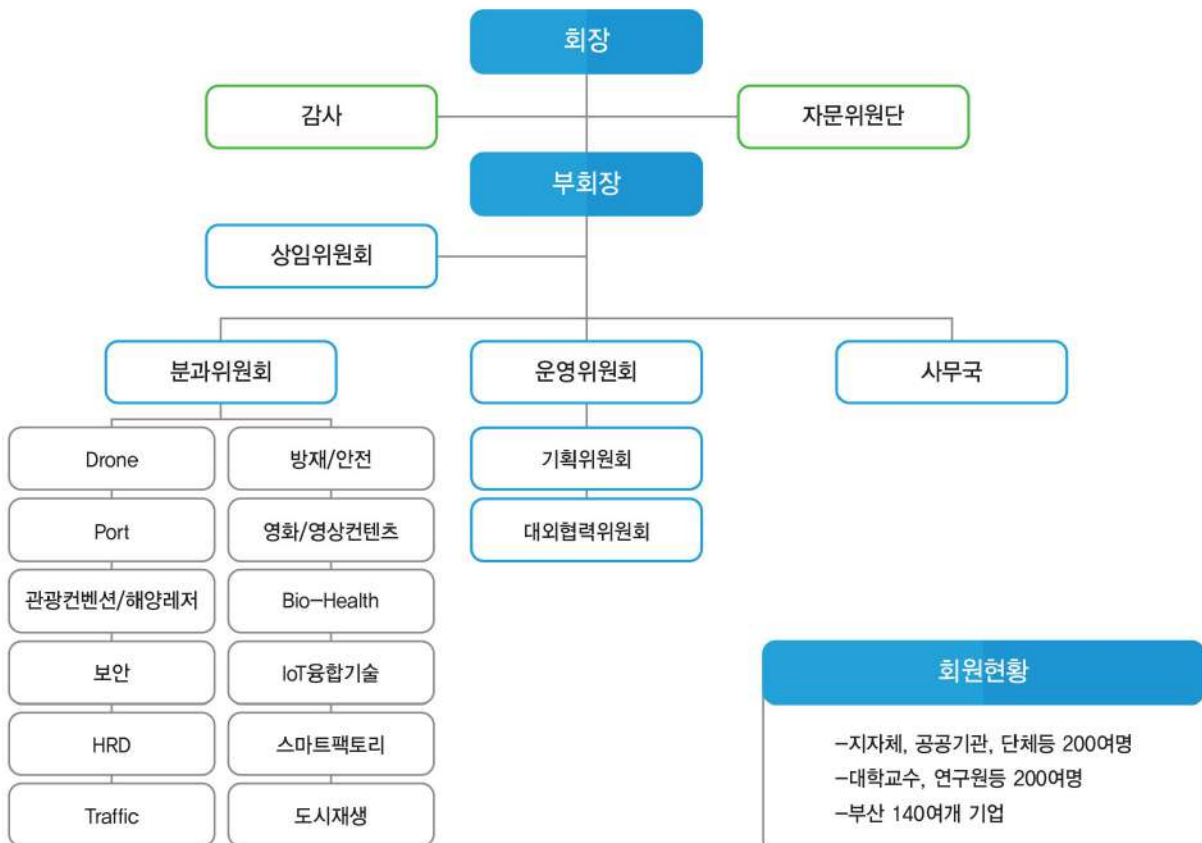 회장
감사
자문위원단
부회장
상임위원회
분과위원회
운영위원회
사무국
Drone
방재/안전
기획위원회
Port
영화/영상컨텐츠
대외협력위원회
관광컨벤션/해양레저
Bio-Health
보안
IoT융합기술
HRD
스마트팩토리
Traffic
도시재생
회원현황
-지자체, 공공기관, 단체등 200여명
-대학교수, 연구원등 200여명
-부산 140여개 기업